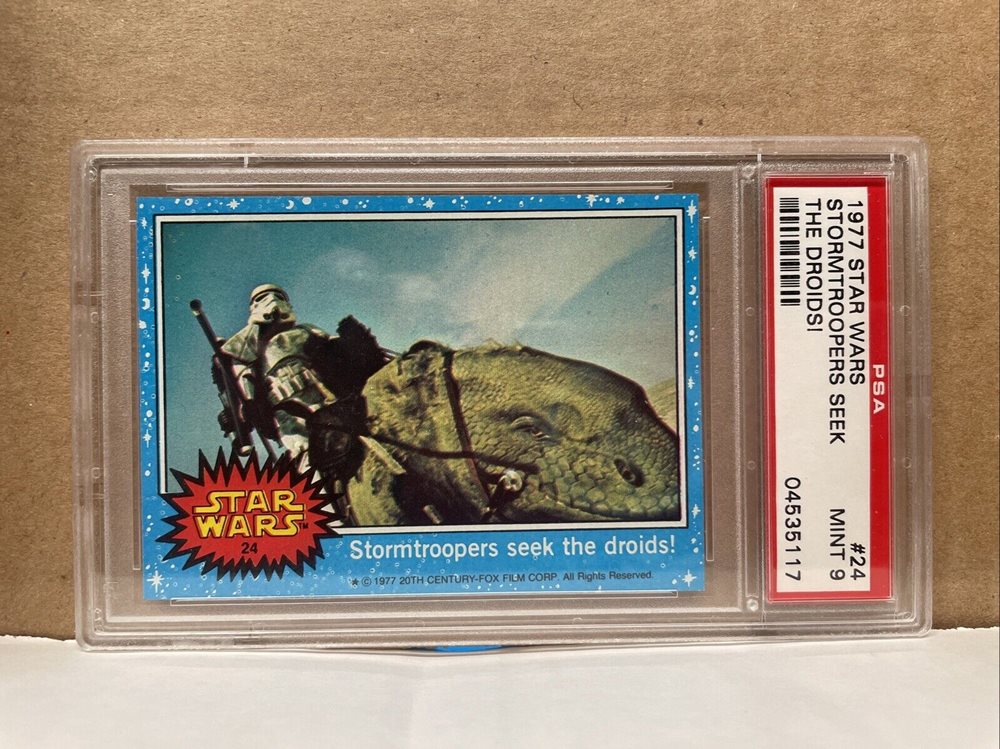 STAR
WARS™
24
Stormtroopers seek the droids!
★ © 1977 20TH CENTURY-FOX FILM CORP. All Rights Reserved.
PSA
1977 STAR WARS #24
STORMTROOPERS SEEK MINT 9
THE DROIDS!
04535117